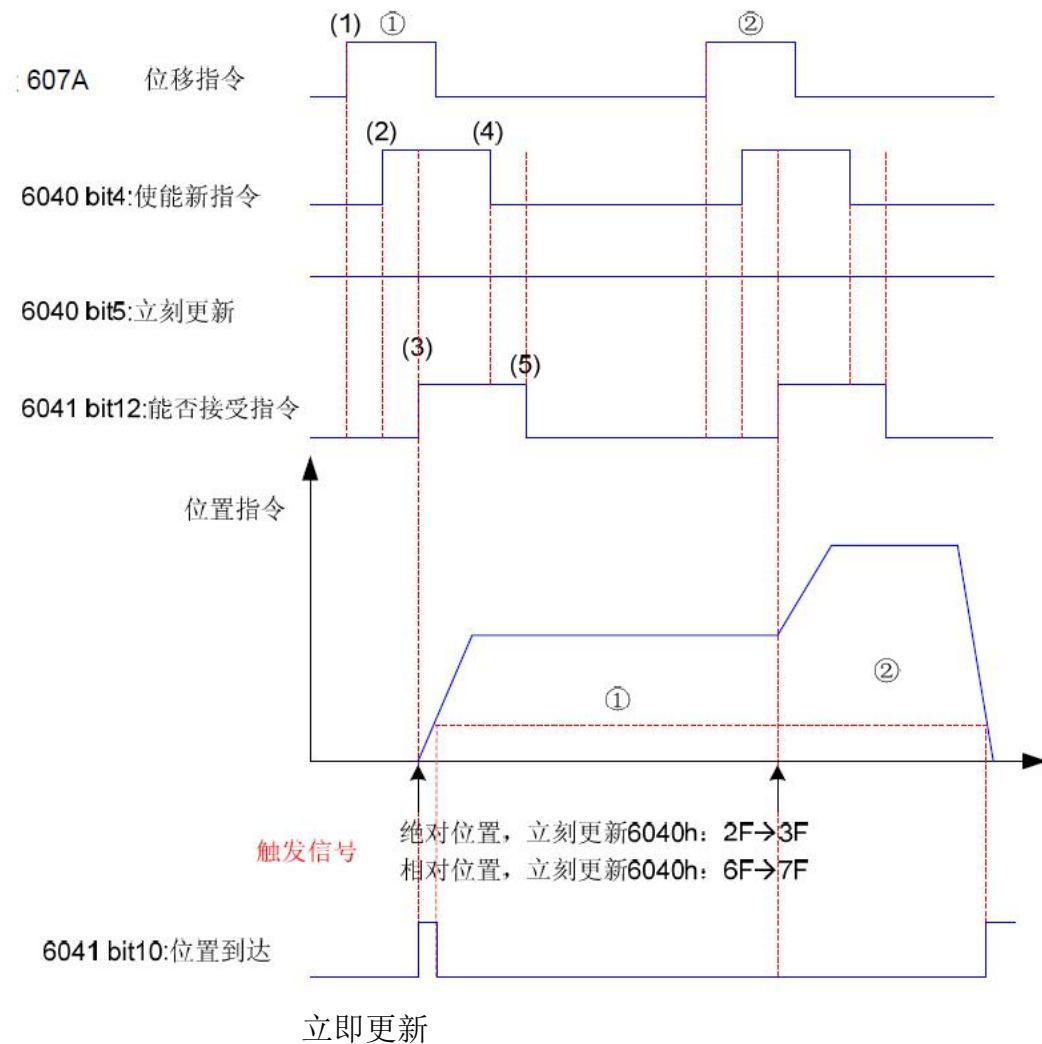 (1) ① ②
: 607A 位移指令
(2) (4)
6040 bit4:使能新指令
6040 bit5:立刻更新
(3) (5)
6041 bit12:能否接受指令
位置指令
① ②
绝对位置，立刻更新6040h：2F→3F
触发信号
相对位置，立刻更新6040h：6F→7F
6041 bit10:位置到达
立即更新